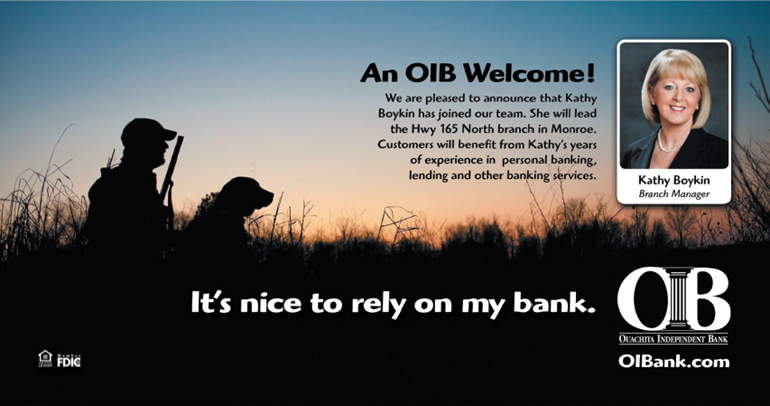 An OIB Welcome!
We are pleased to announce that Kathy
Boykin has joined our team. She will lead
the Hwy 165 North branch in Monroe.
Customers will benefit from Kathy's years
of experience in personal banking,
lending and other banking services.
Kathy Boykin
Branch Manager
It's nice to rely on my bank.
OIB
OUACHITA INDEPENDENT BANK
OIBank.com
Member
FDIC